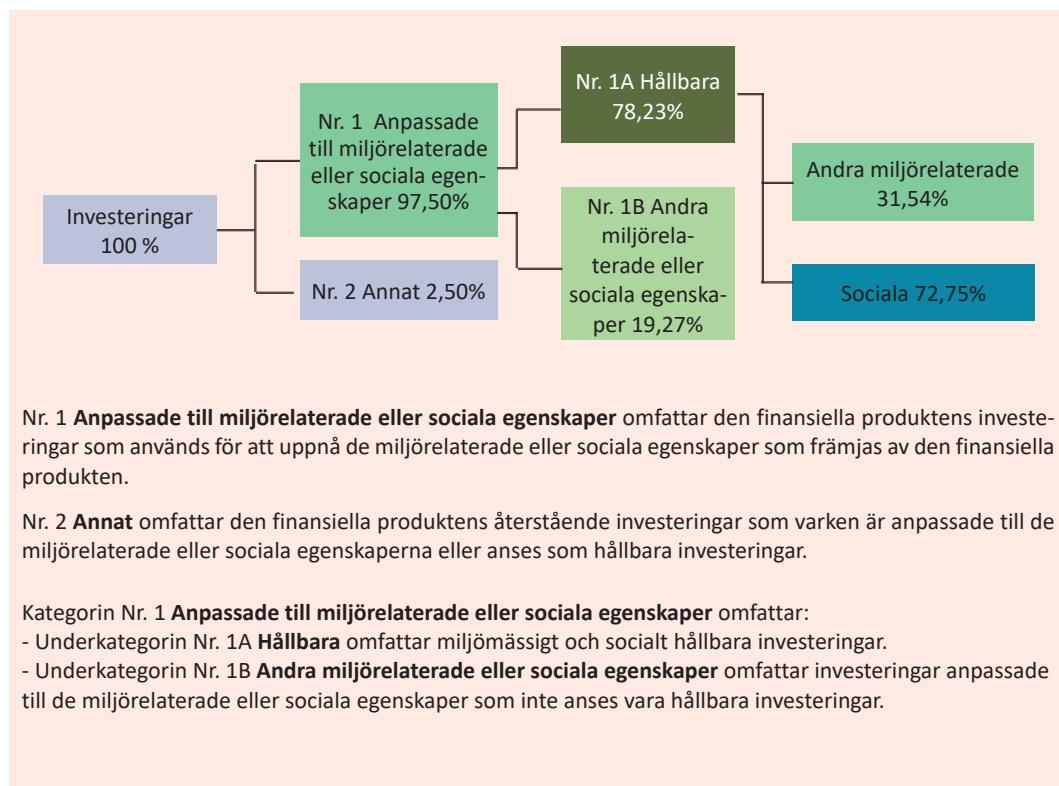 Investeringar
100 %
Nr. 1 Anpassade
till miljörelaterade
eller sociala egen-
skaper 97,50%
Nr. 2 Annat 2,50%
Nr. 1A Hållbara
78,23%
Nr. 1B Andra
miljörela-
terade eller
sociala egenska-
per 19,27%
Andra miljörelaterade
31,54%
Sociala 72,75%
Nr. 1 Anpassade till miljörelaterade eller sociala egenskaper omfattar den finansiella produktens investe-
ringar som används för att uppnå de miljörelaterade eller sociala egenskaper som främjas av den finansiella
produkten.
Nr. 2 Annat omfattar den finansiella produktens återstående investeringar som varken är anpassade till de
miljörelaterade eller sociala egenskaperna eller anses som hållbara investeringar.
Kategorin Nr. 1 Anpassade till miljörelaterade eller sociala egenskaper omfattar:
- Underkategorin Nr. 1A Hållbara omfattar miljömässigt och socialt hållbara investeringar.
- Underkategorin Nr. 1B Andra miljörelaterade eller sociala egenskaper omfattar investeringar anpassade
till de miljörelaterade eller sociala egenskaper som inte anses vara hållbara investeringar.